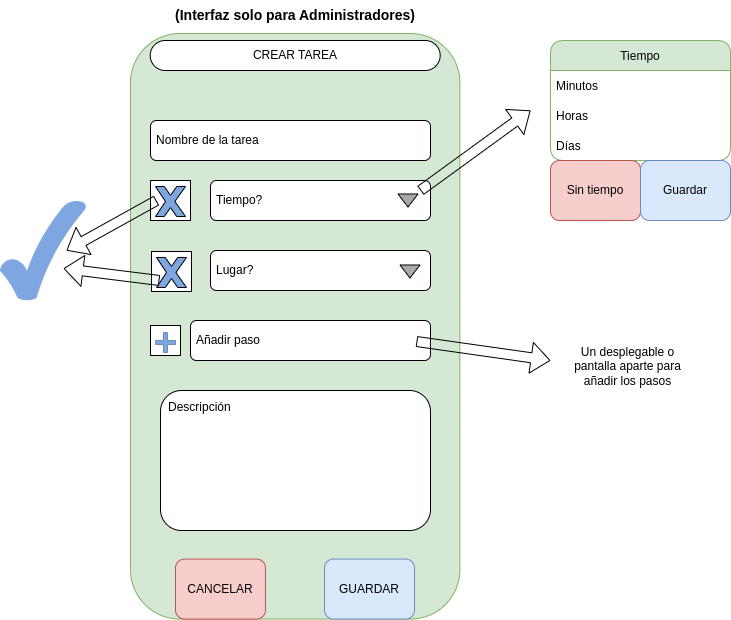 (Interfaz solo para Administradores)
CREAR TAREA
Nombre de la tarea
Tiempo?
Lugar?
Añadir paso
Descripción
CANCELAR
GUARDAR
Tiempo
Minutos
Horas
Días
Sin tiempo
Guardar
Un desplegable o
pantalla aparte para
añadir los pasos